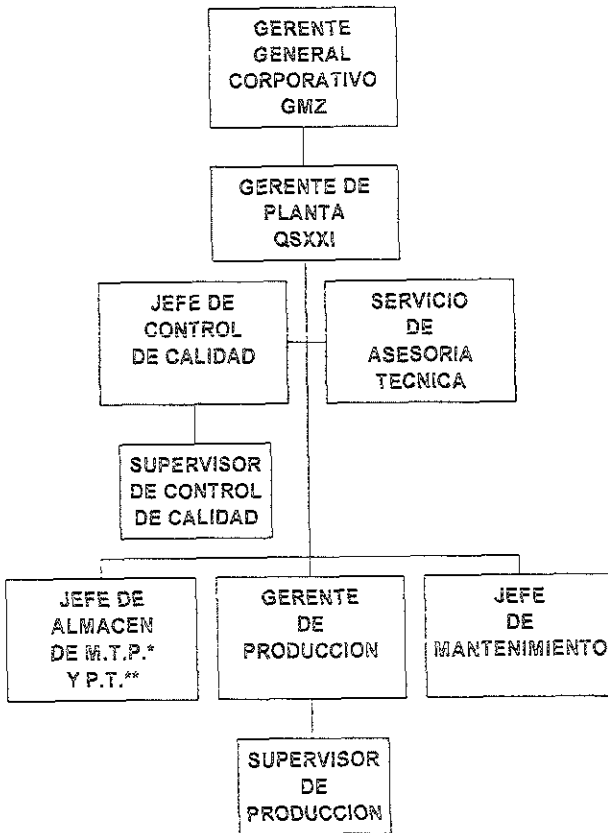 GERENTE
GENERAL
CORPORATIVO
GMZ
GERENTE DE
PLANTA
QSXXI
JEFE DE
CONTROL
DE CALIDAD
SERVICIO
DE
ASESORIA
TECNICA
SUPERVISOR
DE CONTROL
DE CALIDAD
JEFE DE
ALMACEN
DE M.T.P.*
Y P.T.**
GERENTE
DE
PRODUCCION
JEFE
DE
MANTENIMIENTO
SUPERVISOR
DE
PRODUCCION